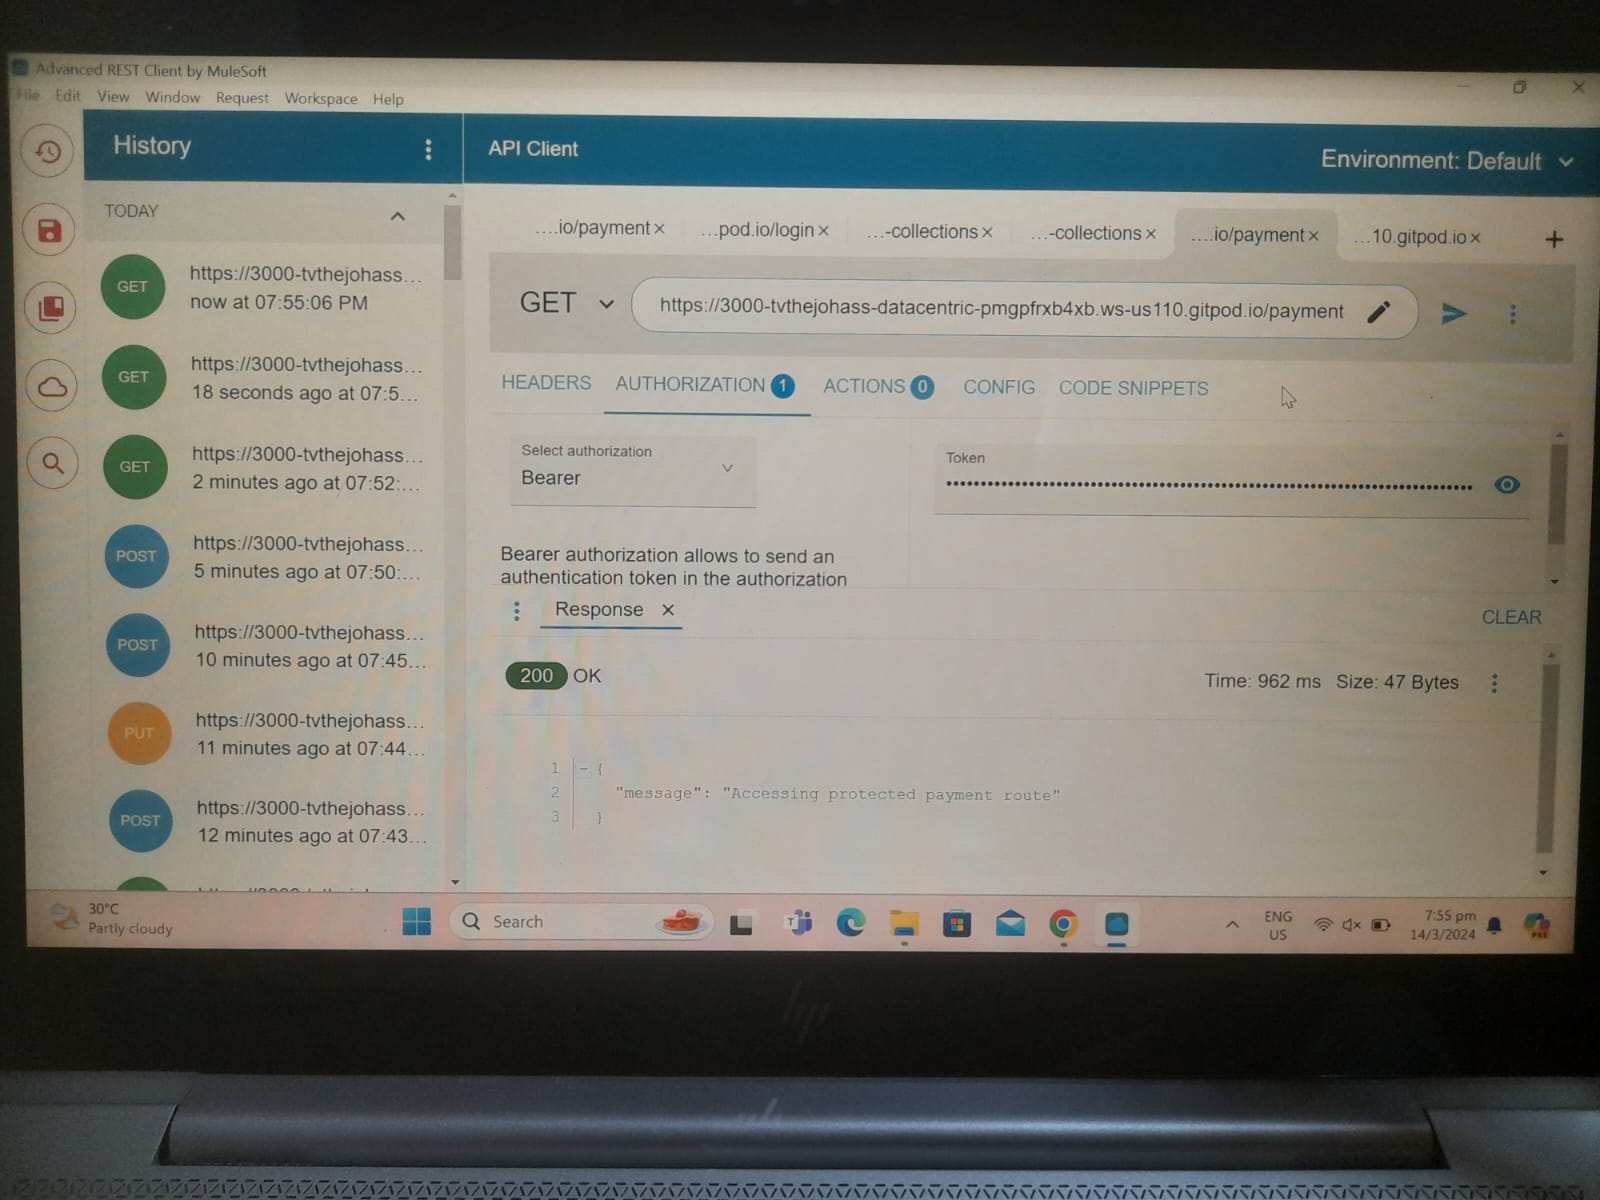 Advanced REST Client by MuleSoft
File Edit View Window Request Workspace Help
History
API Client
Environment: Default
TODAY
....io/payment ×
...pod.io/login ×
...-collections ×
...-collections ×
....io/payment ×
...10.gitpod.io ×
+
GET
https://3000-tvthejohass...
now at 07:55:06 PM
GET
https://3000-tvthejohass-datacentric-pmgpfrxb4xb.ws-us110.gitpod.io/payment
GET
https://3000-tvthejohass...
18 seconds ago at 07:5...
HEADERS
AUTHORIZATION 1
ACTIONS 0
CONFIG
CODE SNIPPETS
GET
https://3000-tvthejohass...
2 minutes ago at 07:52:...
Select authorization
Bearer
Token
POST
https://3000-tvthejohass...
5 minutes ago at 07:50:...
Bearer authorization allows to send an
authentication token in the authorization
Response ×
CLEAR
POST
https://3000-tvthejohass...
10 minutes ago at 07:45...
200 OK
Time: 962 ms Size: 47 Bytes
PUT
https://3000-tvthejohass...
11 minutes ago at 07:44...
1 - {
2 "message": "Accessing protected payment route"
3 }
POST
https://3000-tvthejohass...
12 minutes ago at 07:43...
30°C
Partly cloudy
Search
ENG
US
7:55 pm
14/3/2024
PRE
hp